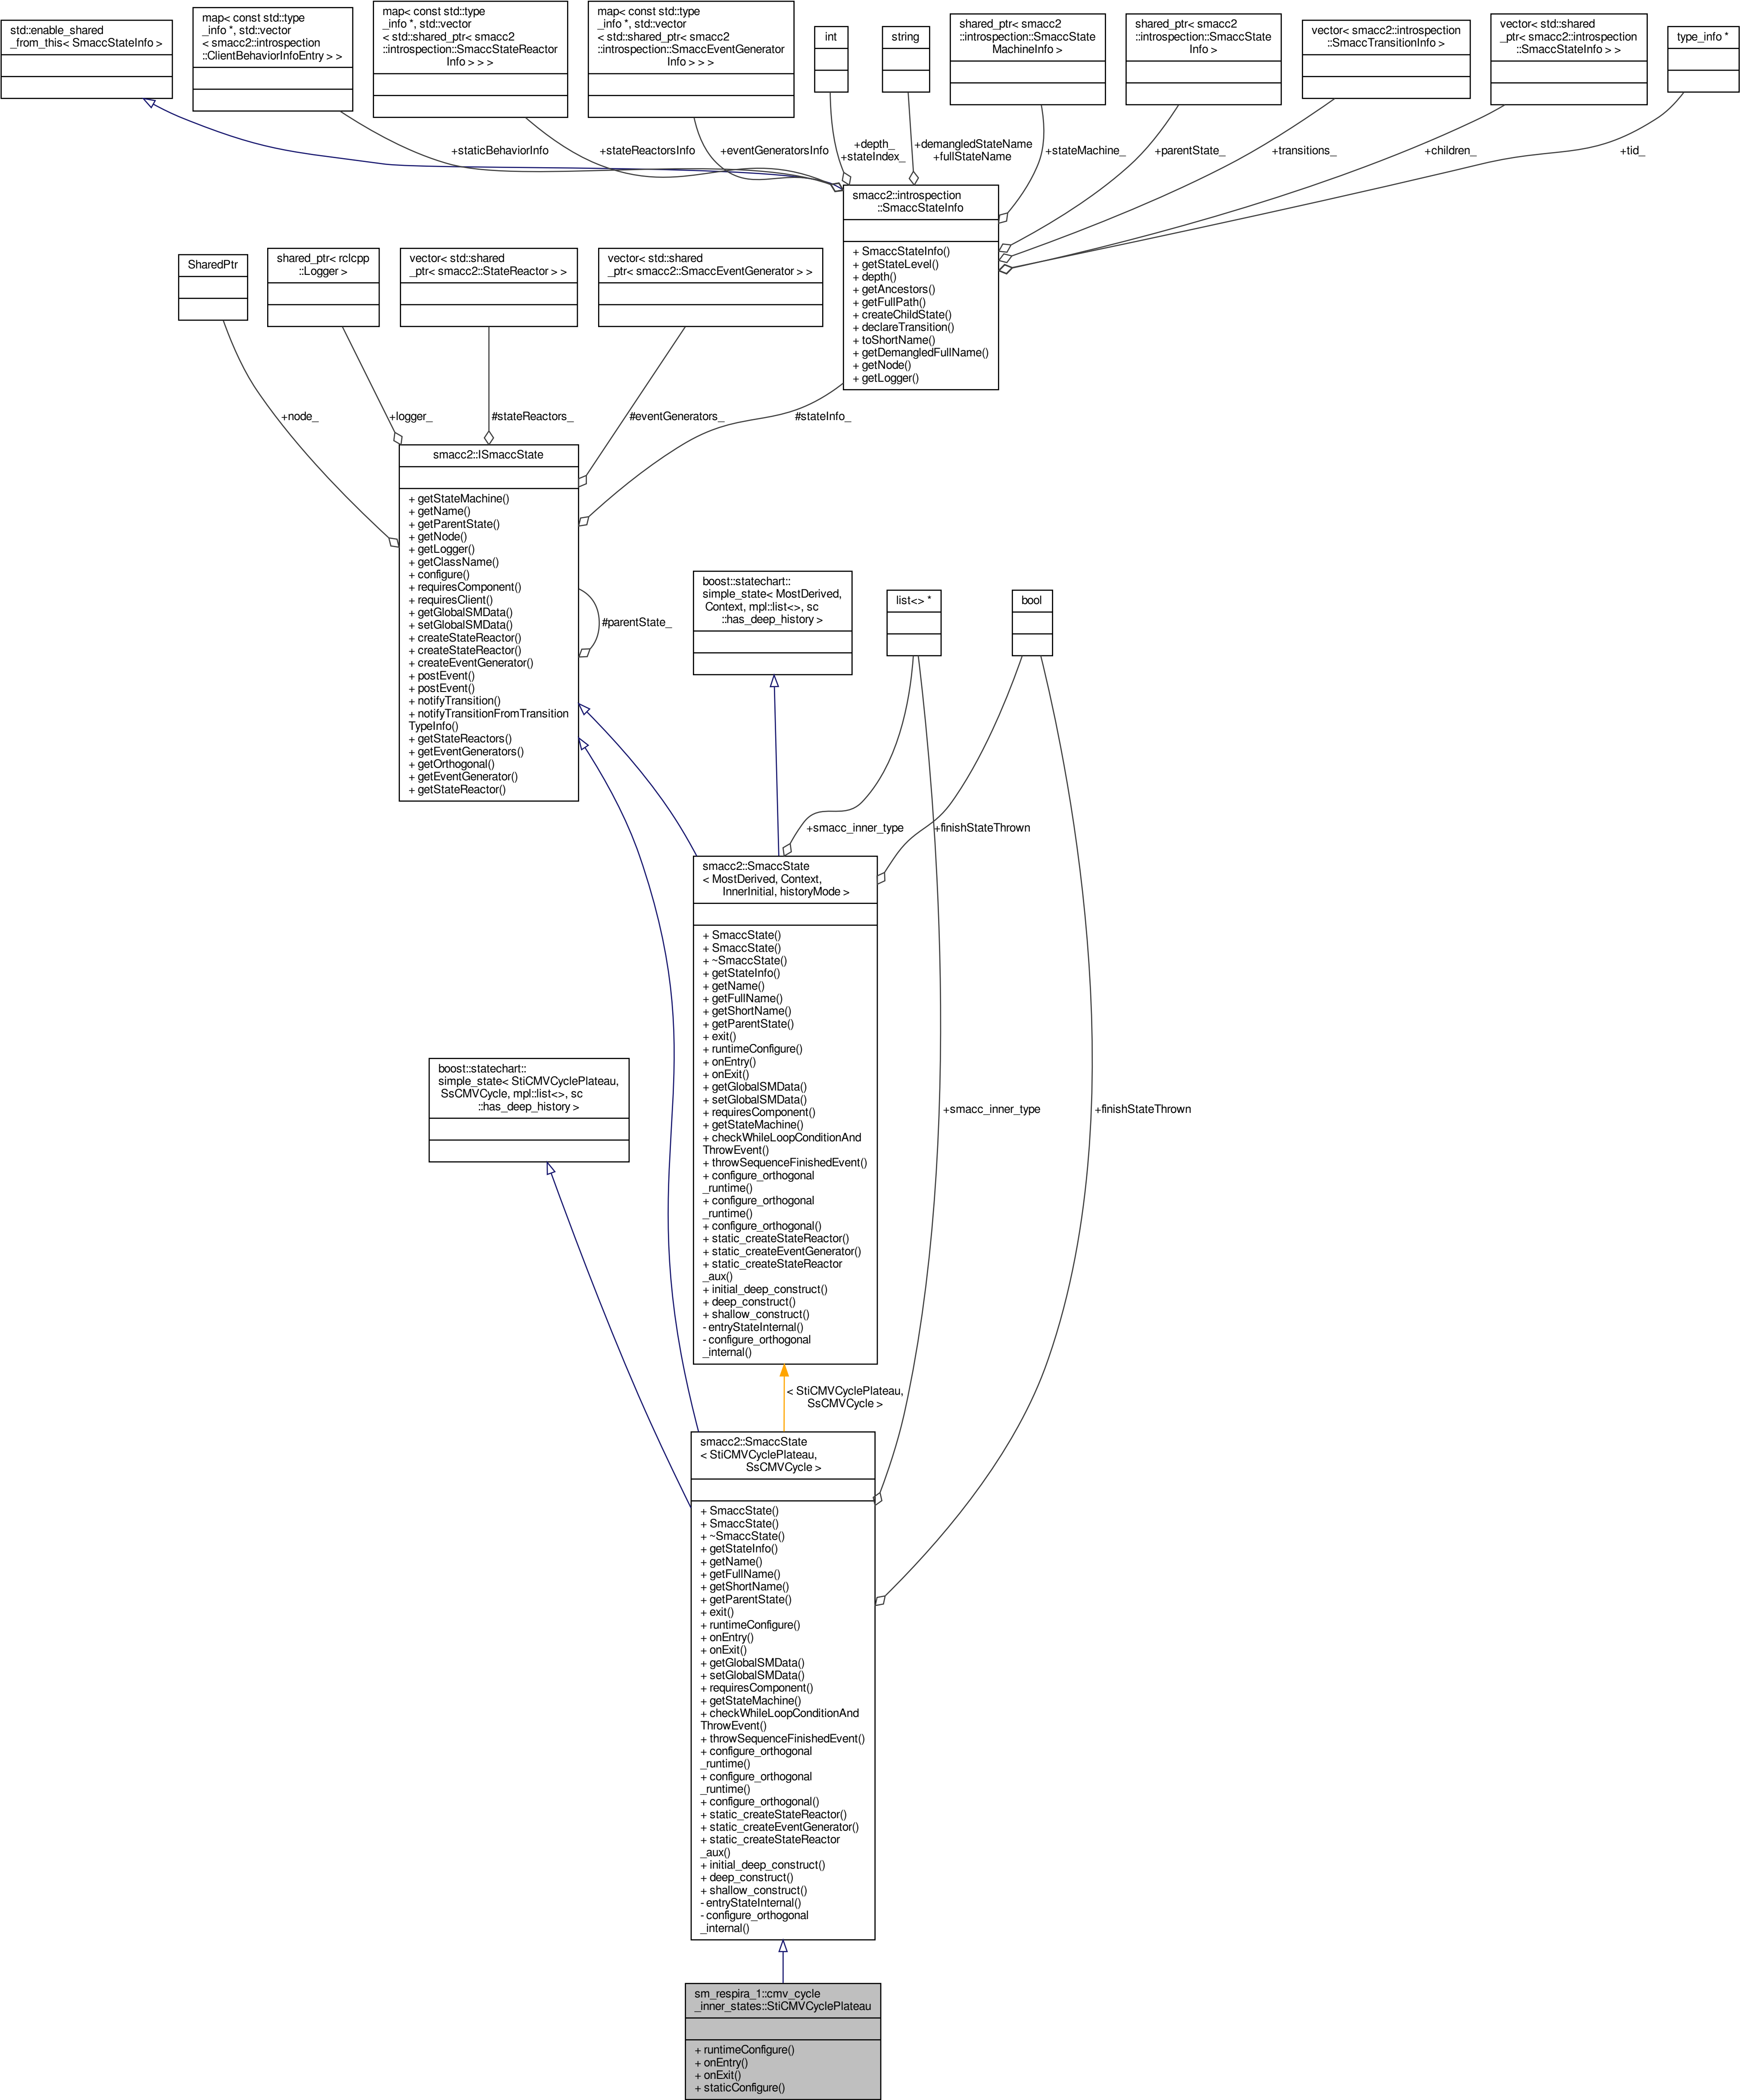 std::enable_shared
_from_this< SmaccStateInfo >
map< const std::type
_info *, std::vector
< smacc2::introspection
::ClientBehaviorInfoEntry > >
map< const std::type
_info *, std::vector
< std::shared_ptr< smacc2
::introspection::SmaccStateReactor
Info > > >
map< const std::type
_info *, std::vector
< std::shared_ptr< smacc2
::introspection::SmaccEventGenerator
Info > > >
int
string
shared_ptr< smacc2
::introspection::SmaccState
MachineInfo >
shared_ptr< smacc2
::introspection::SmaccState
Info >
vector< smacc2::introspection
::SmaccTransitionInfo >
vector< std::shared
_ptr< smacc2::introspection
::SmaccStateInfo > >
type_info *
+staticBehaviorInfo
+stateReactorsInfo
+eventGeneratorsInfo
+depth_
+stateIndex_
+demangledStateName
+fullStateName
+stateMachine_
+parentState_
+transitions_
+children_
+tid_
smacc2::introspection
::SmaccStateInfo
+ SmaccStateInfo()
+ getStateLevel()
+ depth()
+ getAncestors()
+ getFullPath()
+ createChildState()
+ declareTransition()
+ toShortName()
+ getDemangledFullName()
+ getNode()
+ getLogger()
SharedPtr
shared_ptr< rclcpp
::Logger >
vector< std::shared
_ptr< smacc2::StateReactor > >
vector< std::shared
_ptr< smacc2::SmaccEventGenerator > >
+node_
+logger_
#stateReactors_
#eventGenerators_
#stateInfo_
smacc2::ISmaccState
+ getStateMachine()
+ getName()
+ getParentState()
+ getNode()
+ getLogger()
+ getClassName()
+ configure()
+ requiresComponent()
+ requiresClient()
+ getGlobalSMData()
+ setGlobalSMData()
+ createStateReactor()
+ createStateReactor()
+ createEventGenerator()
+ postEvent()
+ postEvent()
+ notifyTransition()
+ notifyTransitionFromTransition
TypeInfo()
+ getStateReactors()
+ getEventGenerators()
+ getOrthogonal()
+ getEventGenerator()
+ getStateReactor()
#parentState_
boost::statechart::
simple_state< MostDerived,
Context, mpl::list<>, sc
::has_deep_history >
list<> *
bool
+smacc_inner_type
+finishStateThrown
smacc2::SmaccState
< MostDerived, Context,
InnerInitial, historyMode >
+ SmaccState()
+ SmaccState()
+ ~SmaccState()
+ getStateInfo()
+ getName()
+ getFullName()
+ getShortName()
+ getParentState()
+ exit()
+ runtimeConfigure()
+ onEntry()
+ onExit()
+ getGlobalSMData()
+ setGlobalSMData()
+ requiresComponent()
+ getStateMachine()
+ checkWhileLoopConditionAnd
ThrowEvent()
+ throwSequenceFinishedEvent()
+ configure_orthogonal
_runtime()
+ configure_orthogonal
_runtime()
+ configure_orthogonal()
+ static_createStateReactor()
+ static_createEventGenerator()
+ static_createStateReactor
_aux()
+ initial_deep_construct()
+ deep_construct()
+ shallow_construct()
- entryStateInternal()
- configure_orthogonal
_internal()
boost::statechart::
simple_state< StiCMVCyclePlateau,
SsCMVCycle, mpl::list<>, sc
::has_deep_history >
+smacc_inner_type
+finishStateThrown
< StiCMVCyclePlateau,
SsCMVCycle >
smacc2::SmaccState
< StiCMVCyclePlateau,
SsCMVCycle >
+ SmaccState()
+ SmaccState()
+ ~SmaccState()
+ getStateInfo()
+ getName()
+ getFullName()
+ getShortName()
+ getParentState()
+ exit()
+ runtimeConfigure()
+ onEntry()
+ onExit()
+ getGlobalSMData()
+ setGlobalSMData()
+ requiresComponent()
+ getStateMachine()
+ checkWhileLoopConditionAnd
ThrowEvent()
+ throwSequenceFinishedEvent()
+ configure_orthogonal
_runtime()
+ configure_orthogonal
_runtime()
+ configure_orthogonal()
+ static_createStateReactor()
+ static_createEventGenerator()
+ static_createStateReactor
_aux()
+ initial_deep_construct()
+ deep_construct()
+ shallow_construct()
- entryStateInternal()
- configure_orthogonal
_internal()
sm_respira_1::cmv_cycle
_inner_states::StiCMVCyclePlateau
+ runtimeConfigure()
+ onEntry()
+ onExit()
+ staticConfigure()